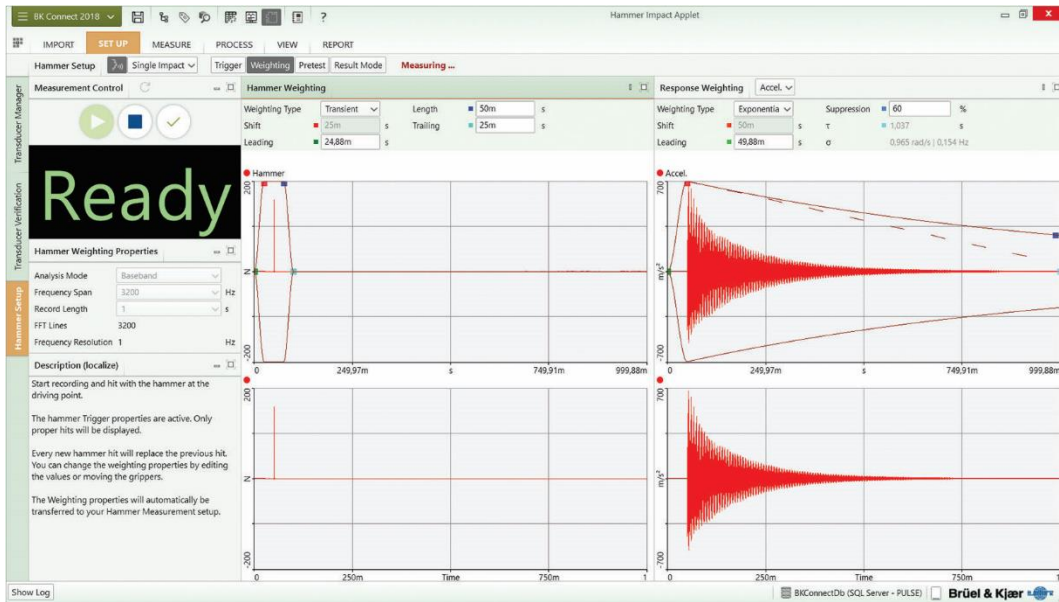 BK Connect 2018
?
Hammer Impact Applet
IMPORT SET UP MEASURE PROCESS VIEW REPORT
Hammer Setup Single Impact Trigger Weighting Pretest Result Mode Measuring ...
Transducer Manager
Transducer Verification
Hammer Setup
Measurement Control
Ready
Hammer Weighting Properties
Analysis Mode Baseband
Frequency Span 3200 Hz
Record Length 1 s
FFT Lines 3200
Frequency Resolution 1 Hz
Description (localize)
Start recording and hit with the hammer at the
driving point.
The hammer Trigger properties are active. Only
proper hits will be displayed.
Every new hammer hit will replace the previous hit.
You can change the weighting properties by editing
the values or moving the grippers.
The Weighting properties will automatically be
transferred to your Hammer Measurement setup.
Hammer Weighting
Weighting Type Transient Length 50m s
Shift 25m s Trailing 25m s
Leading 24,88m s
Hammer
200
N
-200
0 249,97m s 749,91m 999,88m
200
N
-200
0 250m Time 750m 1
Response Weighting Accel.
Weighting Type Exponentia Suppression 60 %
Shift 50m s τ 1,037 s
Leading 49,88m s σ 0,965 rad/s | 0,154 Hz
Accel.
700
m/s²
-700
0 249,97m s 749,91m 999,88m
700
m/s²
-700
0 250m Time 750m 1
Show Log
BKConnectDb (SQL Server - PULSE) Brüel & Kjær